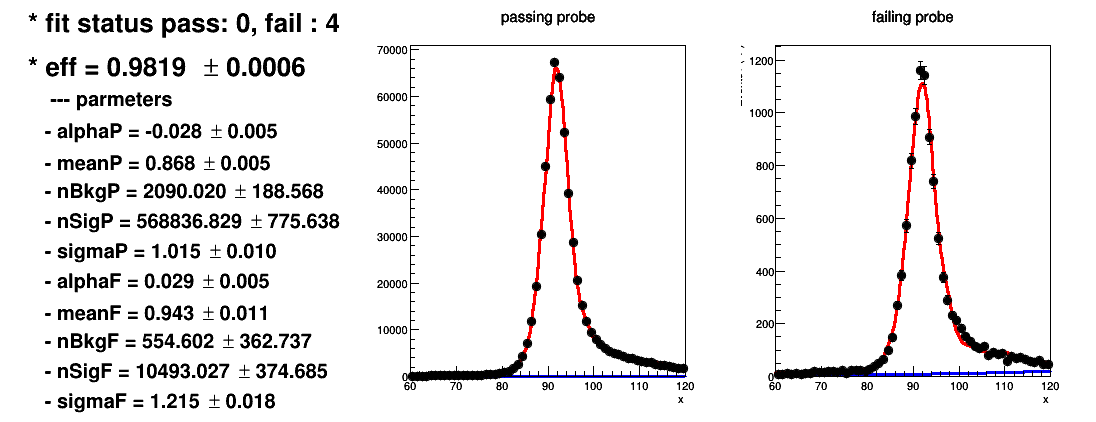 * fit status pass: 0, fail : 4
* eff = 0.9819 ± 0.0006
--- parmeters
- alphaP = -0.028 ± 0.005
- meanP = 0.868 ± 0.005
- nBkgP = 2090.020 ± 188.568
- nSigP = 568836.829 ± 775.638
- sigmaP = 1.015 ± 0.010
- alphaF = 0.029 ± 0.005
- meanF = 0.943 ± 0.011
- nBkgF = 554.602 ± 362.737
- nSigF = 10493.027 ± 374.685
- sigmaF = 1.215 ± 0.018
passing probe
70000
60000
50000
40000
30000
20000
10000
0
60 70 80 90 100 110 120
x
failing probe
1200
1000
800
600
400
200
0
60 70 80 90 100 110 120
x